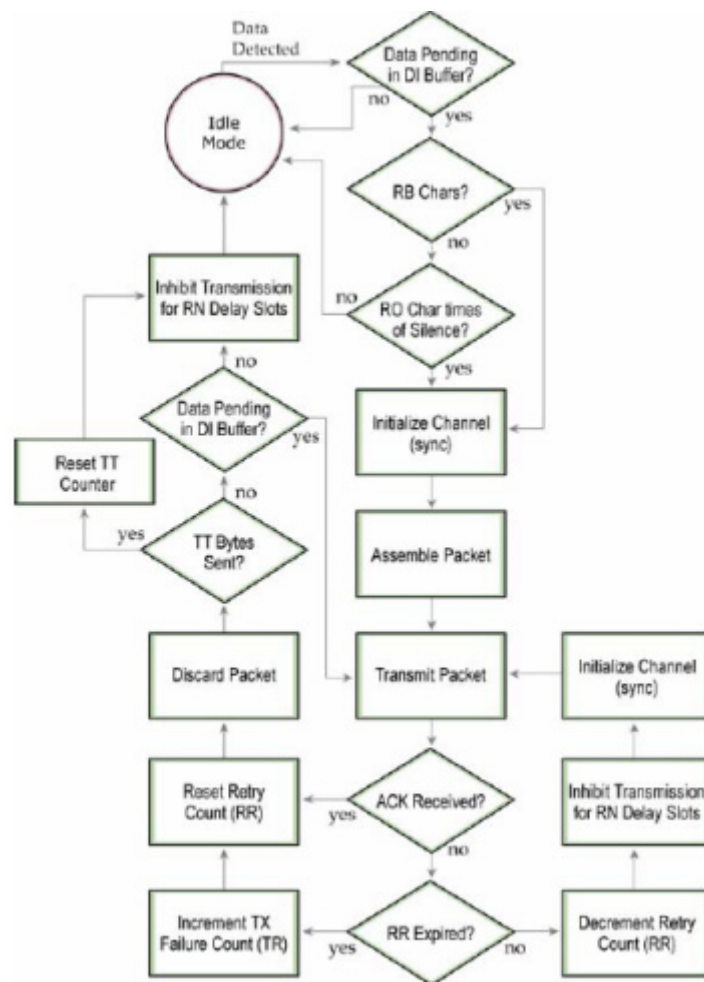 Data
Detected
Data Pending
in DI Buffer?
no
yes
Idle
Mode
RB Chars?
yes
no
Inhibit Transmission
for RN Delay Slots
no
RO Char times
of Silence?
yes
no
Data Pending
in DI Buffer?
yes
Initialize Channel
(sync)
Reset TT
Counter
no
yes
TT Bytes
Sent?
Assemble Packet
Discard Packet
Transmit Packet
Initialize Channel
(sync)
Reset Retry
Count (RR)
yes
ACK Received?
no
Inhibit Transmission
for RN Delay Slots
Increment TX
Failure Count (TR)
yes
RR Expired?
no
Decrement Retry
Count (RR)